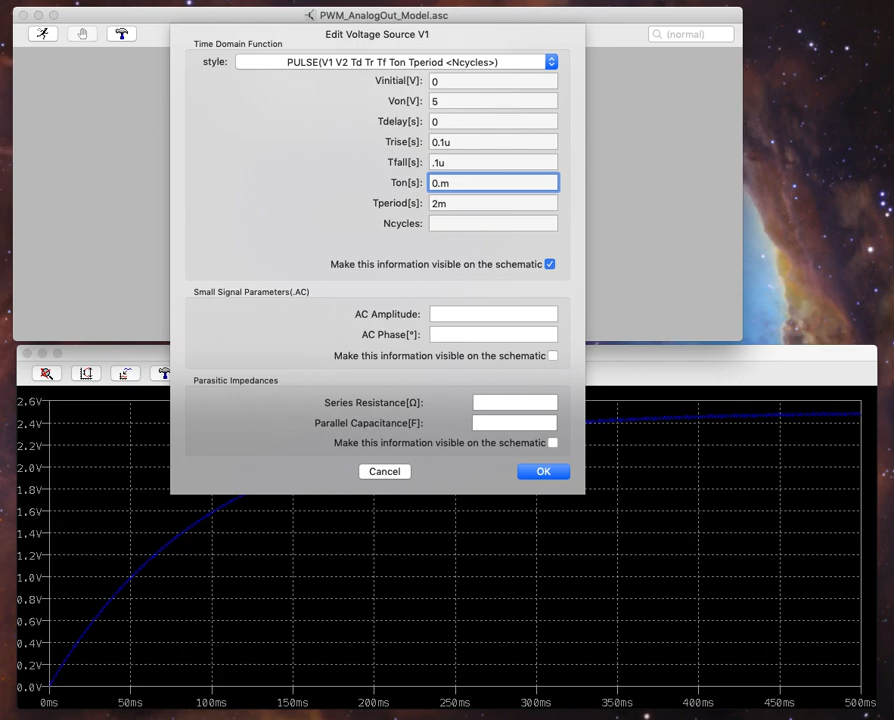 PWM_AnalogOut_Model.asc
(normal)
Edit Voltage Source V1
Time Domain Function
style: PULSE(V1 V2 Td Tr Tf Ton Tperiod <Ncycles>)
Vinitial[V]: 0
Von[V]: 5
Tdelay[s]: 0
Trise[s]: 0.1u
Tfall[s]: .1u
Ton[s]: 0.m
Tperiod[s]: 2m
Ncycles:
Make this information visible on the schematic
Small Signal Parameters(.AC)
AC Amplitude:
AC Phase[°]:
Make this information visible on the schematic
Parasitic Impedances
Series Resistance[Ω]:
Parallel Capacitance[F]:
Make this information visible on the schematic
Cancel OK
2.6V
2.4V
2.2V
2.0V
1.8V
1.6V
1.4V
1.2V
1.0V
0.8V
0.6V
0.4V
0.2V
0.0V
0ms 50ms 100ms 150ms 200ms 250ms 300ms 350ms 400ms 450ms 500ms